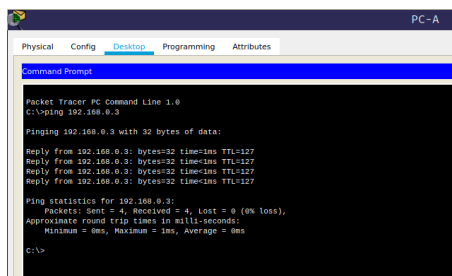 PC-A
Physical Config Desktop Programming Attributes
Command Prompt
Packet Tracer PC Command Line 1.0
C:\>ping 192.168.0.3
Pinging 192.168.0.3 with 32 bytes of data:
Reply from 192.168.0.3: bytes=32 time=1ms TTL=127
Reply from 192.168.0.3: bytes=32 time<1ms TTL=127
Reply from 192.168.0.3: bytes=32 time<1ms TTL=127
Reply from 192.168.0.3: bytes=32 time<1ms TTL=127
Ping statistics for 192.168.0.3:
Packets: Sent = 4, Received = 4, Lost = 0 (0% loss),
Approximate round trip times in milli-seconds:
Minimum = 0ms, Maximum = 1ms, Average = 0ms
C:\>